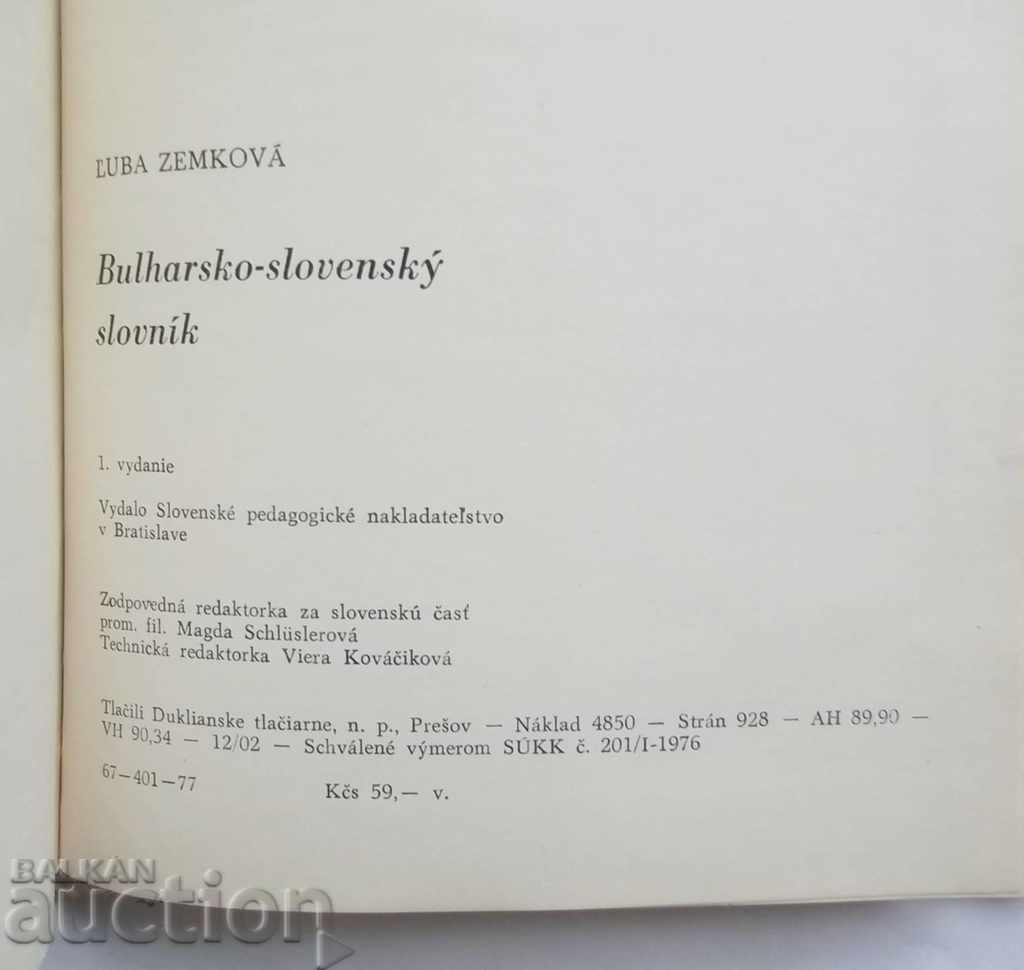 ĽUBA ZEMKOVÁ
Bulharsko-slovenský
slovník
1. vydanie
Vydalo Slovenské pedagogické nakladateľstvo
v Bratislave
Zodpovedná redaktorka za slovenskú časť
prom. fil. Magda Schlüslerová
Technická redaktorka Viera Kováčiková
Tlačili Duklianske tlačiarne, n. p., Prešov — Náklad 4850 — Strán 928 — AH 89,90 —
VH 90,34 — 12/02 — Schválené výmerom SÚKK č. 201/I-1976
67—401—77
Kčs 59,— v.
BALKAN
auction